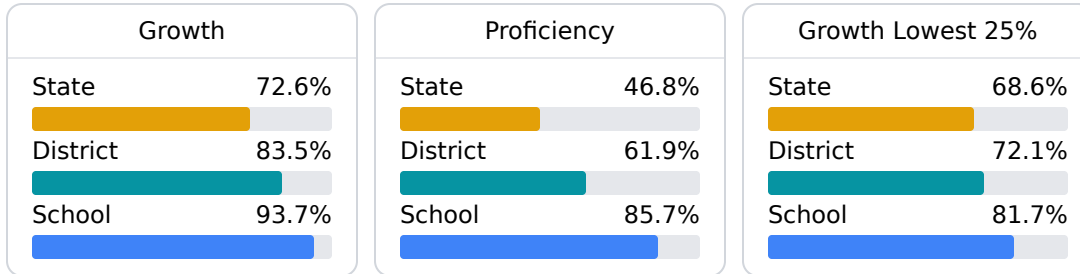 Growth
State 72.6%
District 83.5%
School 93.7%
Proficiency
State 46.8%
District 61.9%
School 85.7%
Growth Lowest 25%
State 68.6%
District 72.1%
School 81.7%